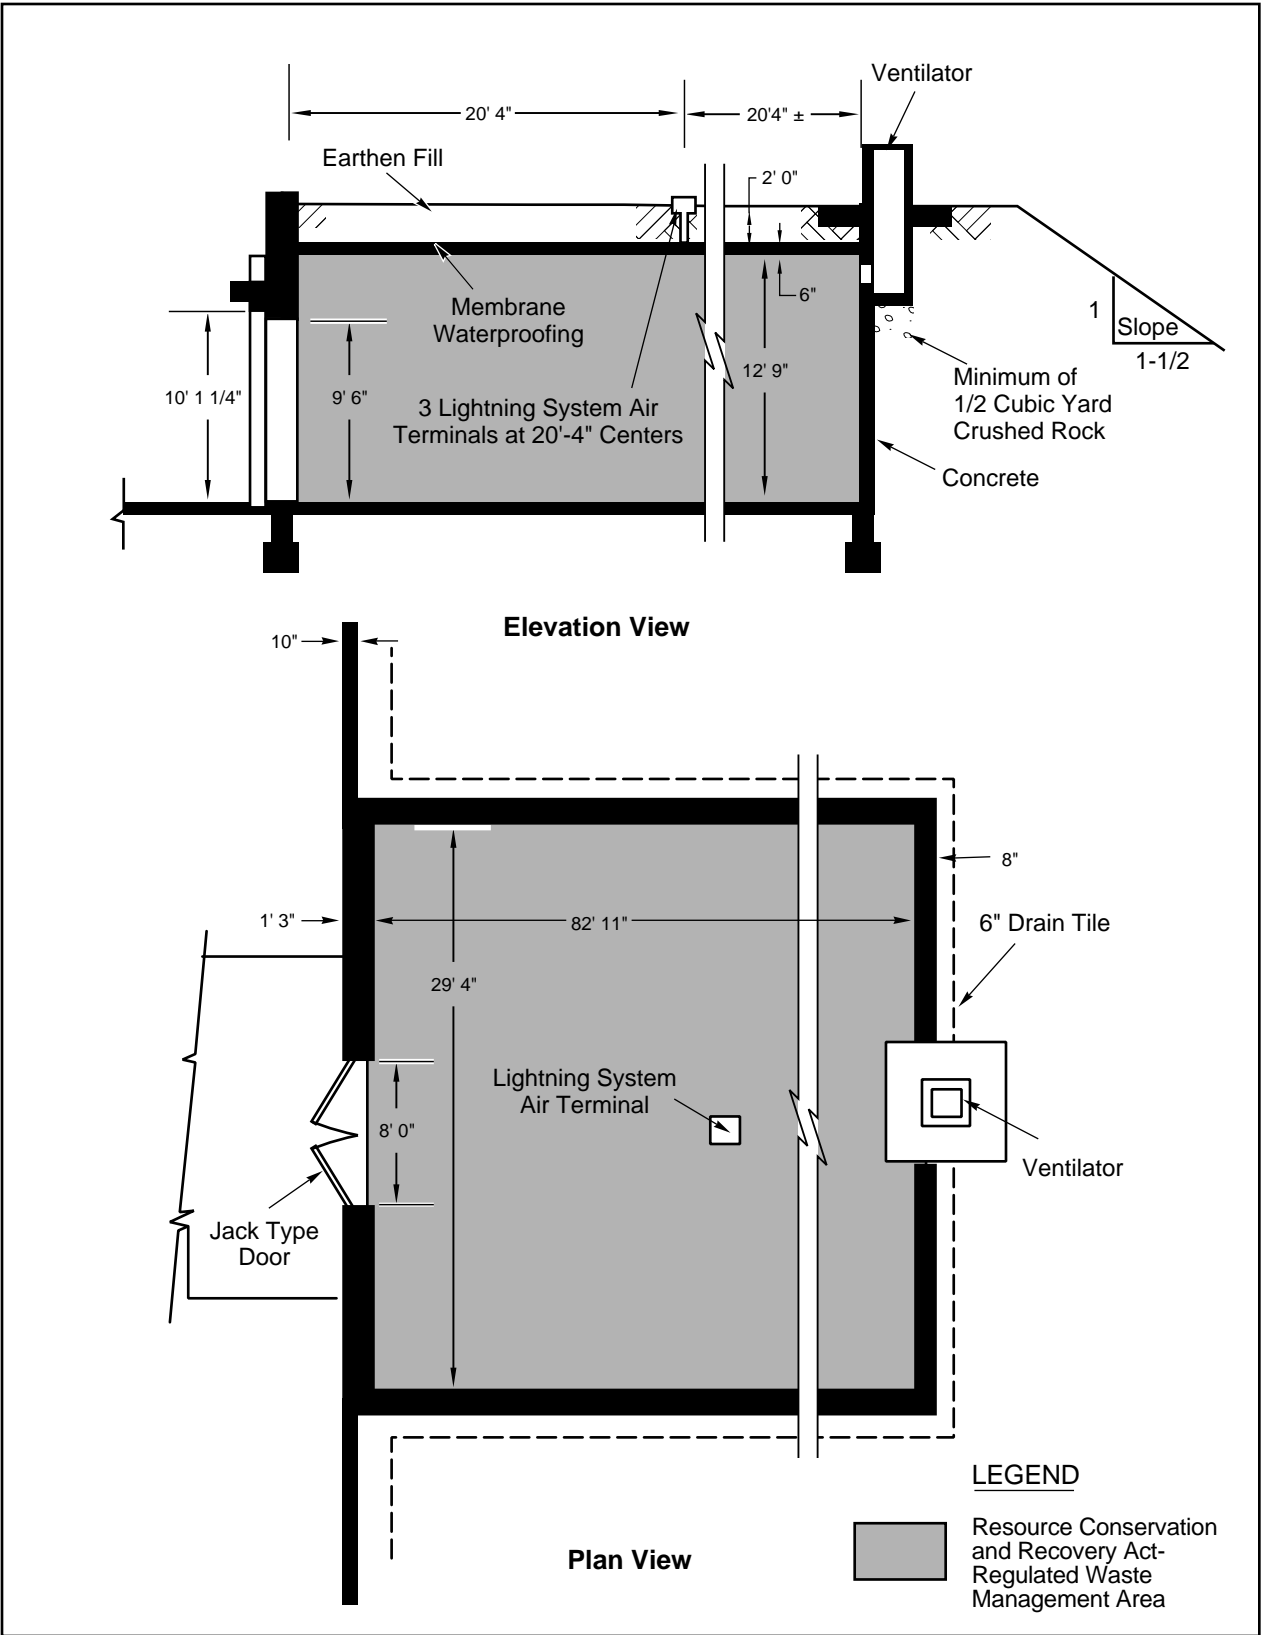 Ventilator
20' 4"
20'4" ±
Earthen Fill
2' 0"
6"
Membrane
Waterproofing
1
Slope
1-1/2
10' 1 1/4"
9' 6"
12' 9"
3 Lightning System Air
Terminals at 20'-4" Centers
Minimum of
1/2 Cubic Yard
Crushed Rock
Concrete
Elevation View
10"
8"
1' 3"
82' 11"
6" Drain Tile
29' 4"
Lightning System
Air Terminal
8' 0"
Ventilator
Jack Type
Door
LEGEND
Resource Conservation
and Recovery Act-
Regulated Waste
Management Area
Plan View